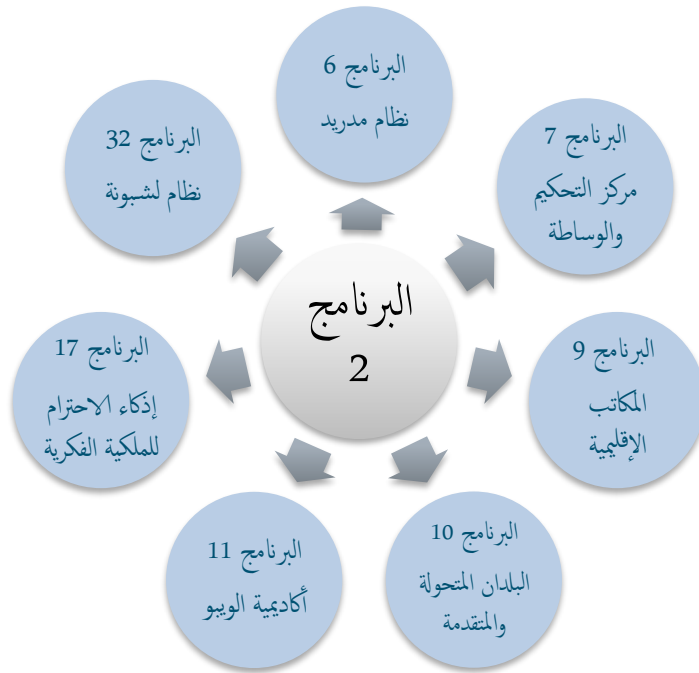 البرنامج 6
نظام مدريد
البرنامج 7
مركز التحكيم
والوساطة
البرنامج 9
المكاتب
الإقليمية
البرنامج 10
البلدان المتحولة
والمتقدمة
البرنامج 11
أكاديمية الويبو
البرنامج 17
إذكاء الاحترام
للملكية الفكرية
البرنامج 32
نظام لشبونة
البرنامج
2